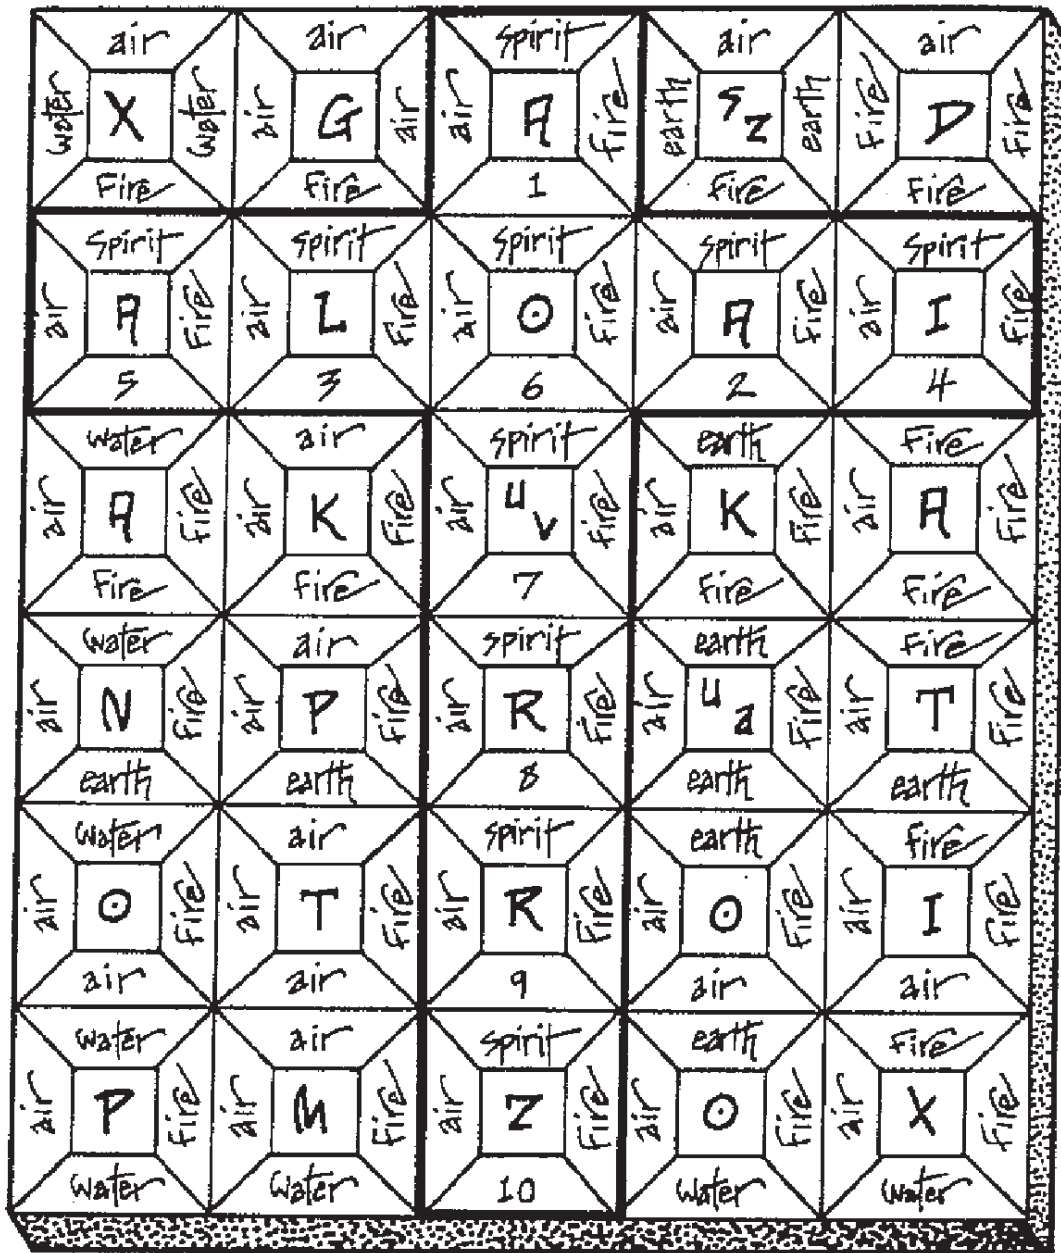 air air spirit air air
water X water air G air air A Fire earth s z earth Fire D Fire
Fire Fire 1 Fire Fire
spirit spirit spirit spirit spirit
air A Fire air L Fire air O Fire air A Fire air I Fire
5 3 6 2 4
water air spirit earth Fire
air A Fire air K Fire air u v Fire air K Fire air A Fire
Fire Fire 7 Fire Fire
water air spirit earth Fire
air N Fire air P Fire air R Fire air u a Fire air T Fire
earth earth 8 earth earth
water air spirit earth fire
air O Fire air T Fire air R Fire air O Fire air I Fire
air air 9 air air
water air spirit earth Fire
air P Fire air M Fire air Z Fire air O Fire air X Fire
water water 10 water water